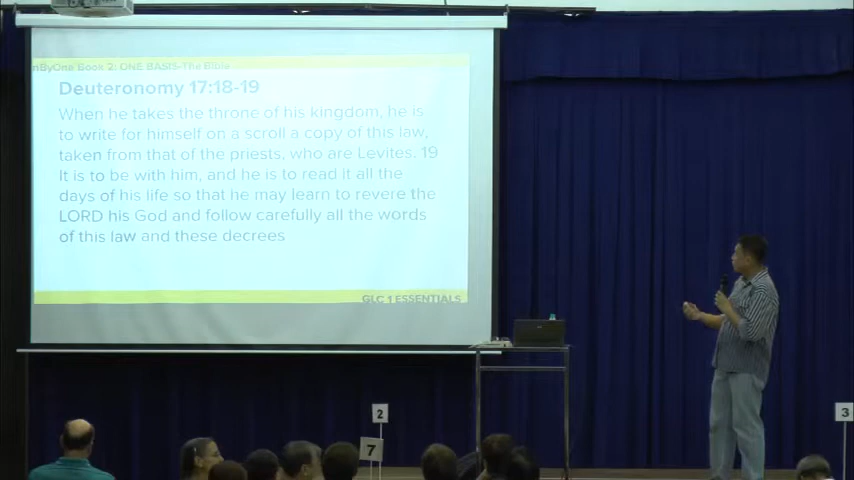 nByOne Book 2: ONE BASIS-The Bible
Deuteronomy 17:18-19
When he takes the throne of his kingdom, he is
to write for himself on a scroll a copy of this law,
taken from that of the priests, who are Levites. 19
It is to be with him, and he is to read it all the
days of his life so that he may learn to revere the
LORD his God and follow carefully all the words
of this law and these decrees
GLC 1 ESSENTIALS
2
3
7